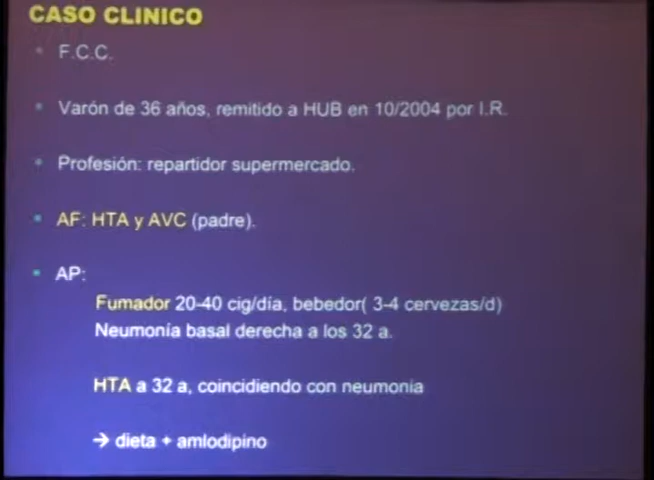 CASO CLINICO
F.C.C.
Varón de 36 años, remitido a HUB en 10/2004 por I.R.
Profesión: repartidor supermercado.
AF: HTA y AVC (padre).
AP:
Fumador 20-40 cig/día, bebedor( 3-4 cervezas/d)
Neumonía basal derecha a los 32 a.
HTA a 32 a, coincidiendo con neumonía
→ dieta + amlodipino